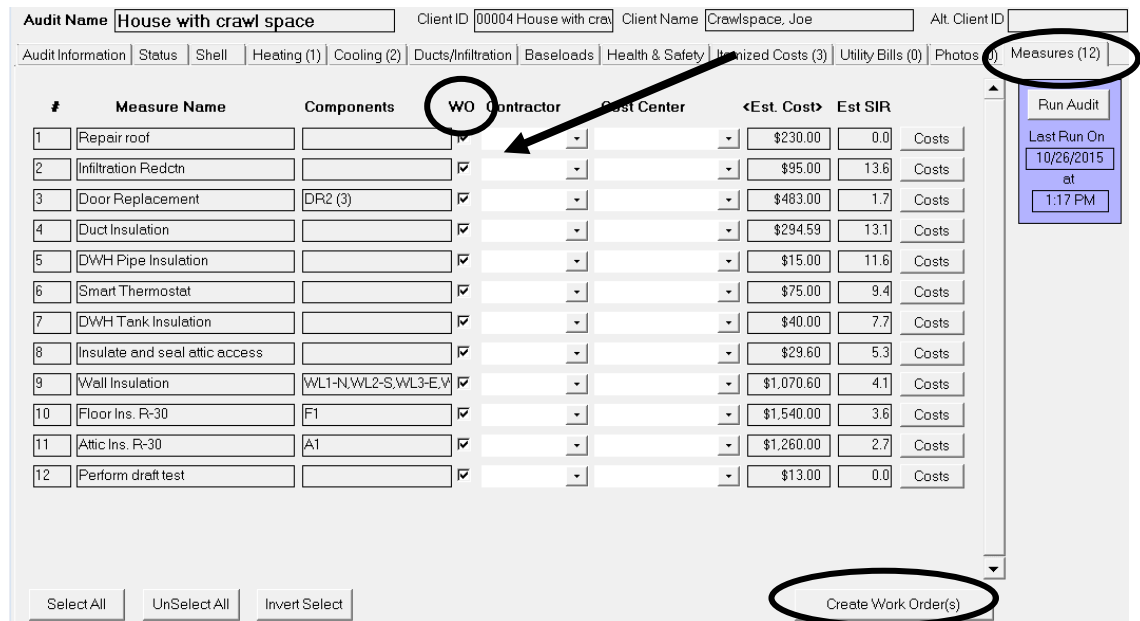 Audit Name House with crawl space Client ID 00004 House with craw Client Name Crawlspace, Joe Alt. Client ID
Audit Information Status Shell Heating (1) Cooling (2) Ducts/Infiltration Baseloads Health & Safety Itemized Costs (3) Utility Bills (0) Photos (0) Measures (12)
# Measure Name Components WO Contractor Cost Center <Est. Cost> Est SIR Run Audit
1 Repair roof $230.00 0.0 Costs Last Run On
10/26/2015
2 Infiltration Redctn $95.00 13.6 Costs at
3 Door Replacement DR2 (3) $483.00 1.7 Costs 1:17 PM
4 Duct Insulation $294.59 13.1 Costs
5 DWH Pipe Insulation $15.00 11.6 Costs
6 Smart Thermostat $75.00 9.4 Costs
7 DWH Tank Insulation $40.00 7.7 Costs
8 Insulate and seal attic access $29.60 5.3 Costs
9 Wall Insulation WL1-N,WL2-S,WL3-E, $1,070.60 4.1 Costs
10 Floor Ins. R-30 F1 $1,540.00 3.6 Costs
11 Attic Ins. R-30 A1 $1,260.00 2.7 Costs
12 Perform draft test $13.00 0.0 Costs
Select All UnSelect All Invert Select Create Work Order(s)